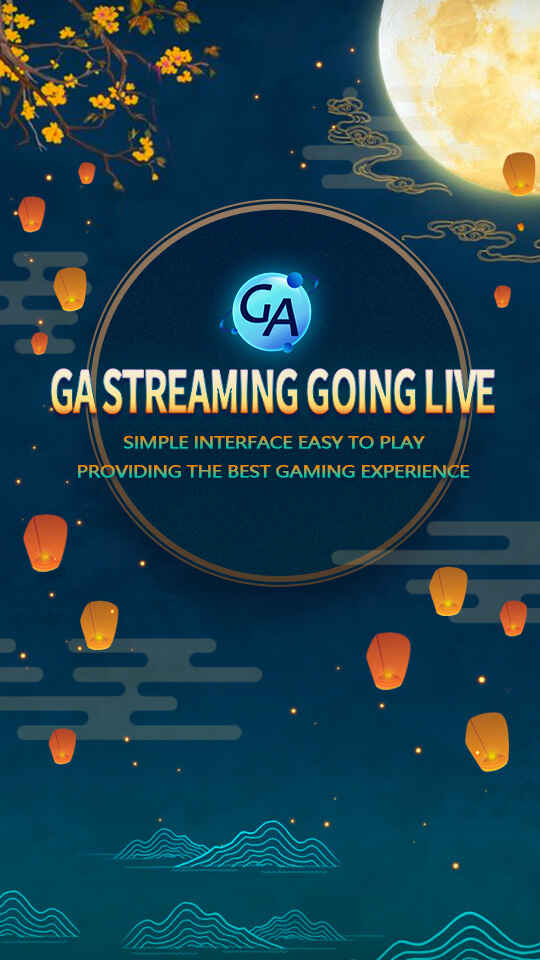 GA
GA STREAMING GOING LIVE
SIMPLE INTERFACE EASY TO PLAY
PROVIDING THE BEST GAMING EXPERIENCE